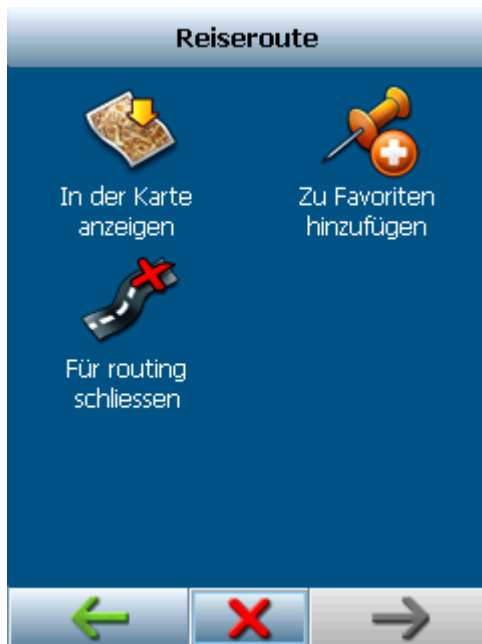 Reiseroute
In der Karte
anzeigen
Zu Favoriten
hinzufügen
Für routing
schliessen